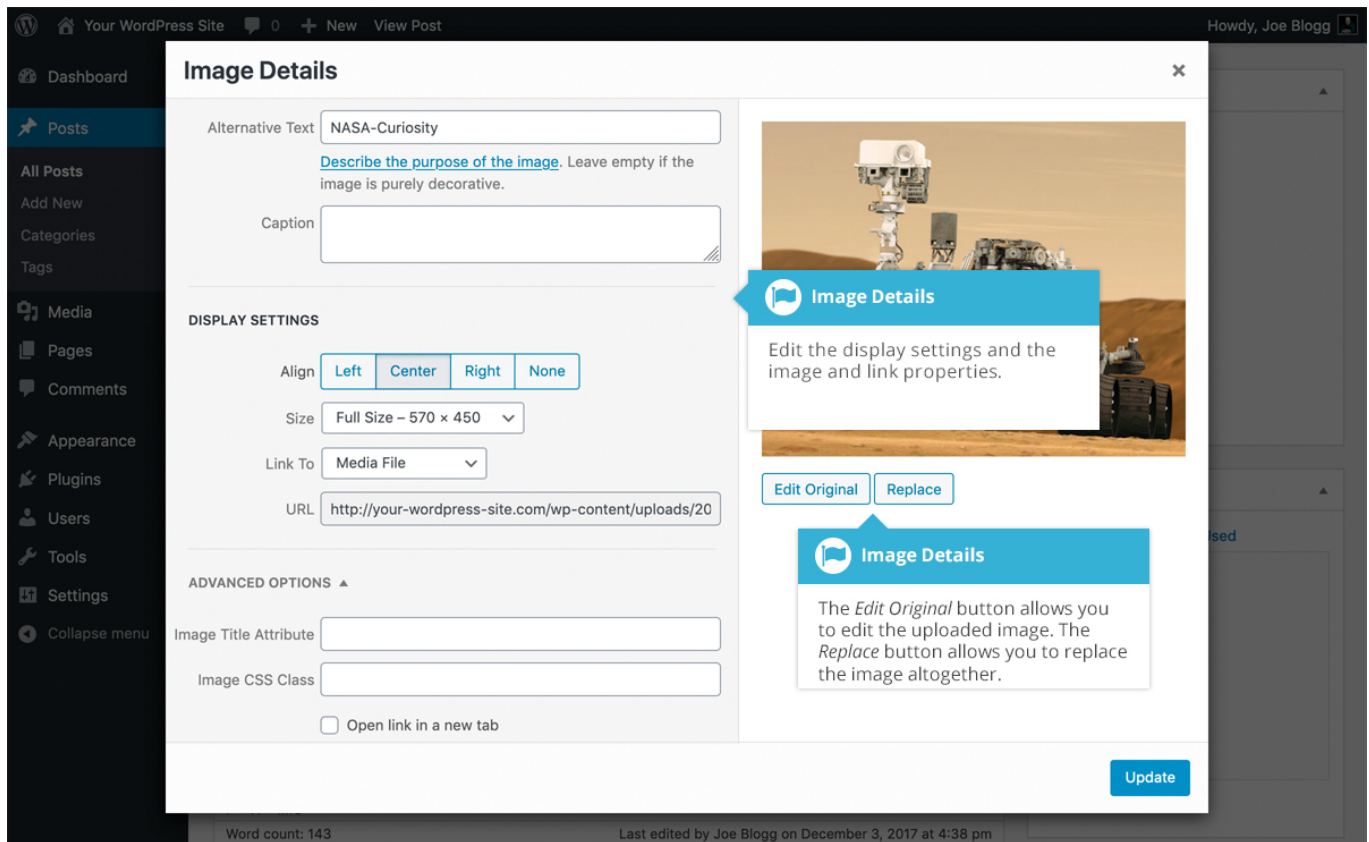 Your WordPress Site 0 New View Post Howdy, Joe Blogg
Dashboard
Posts
All Posts
Add New
Categories
Tags
Media
Pages
Comments
Appearance
Plugins
Users
Tools
Settings
Collapse menu
Image Details
Alternative Text NASA-Curiosity
Describe the purpose of the image. Leave empty if the
image is purely decorative.
Caption
DISPLAY SETTINGS
Align Left Center Right None
Size Full Size – 570 × 450
Link To Media File
URL http://your-wordpress-site.com/wp-content/uploads/20
ADVANCED OPTIONS
Image Title Attribute
Image CSS Class
Open link in a new tab
Image Details
Edit the display settings and the
image and link properties.
Edit Original Replace
Image Details
The Edit Original button allows you
to edit the uploaded image. The
Replace button allows you to replace
the image altogether.
Update
Word count: 143 Last edited by Joe Blogg on December 3, 2017 at 4:38 pm